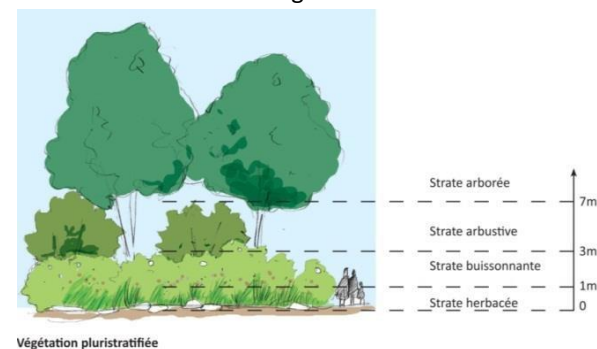 Strate arborée
7m
Strate arbustive
3m
Strate buissonnante
1m
Strate herbacée
0
Végétation pluristratifiée